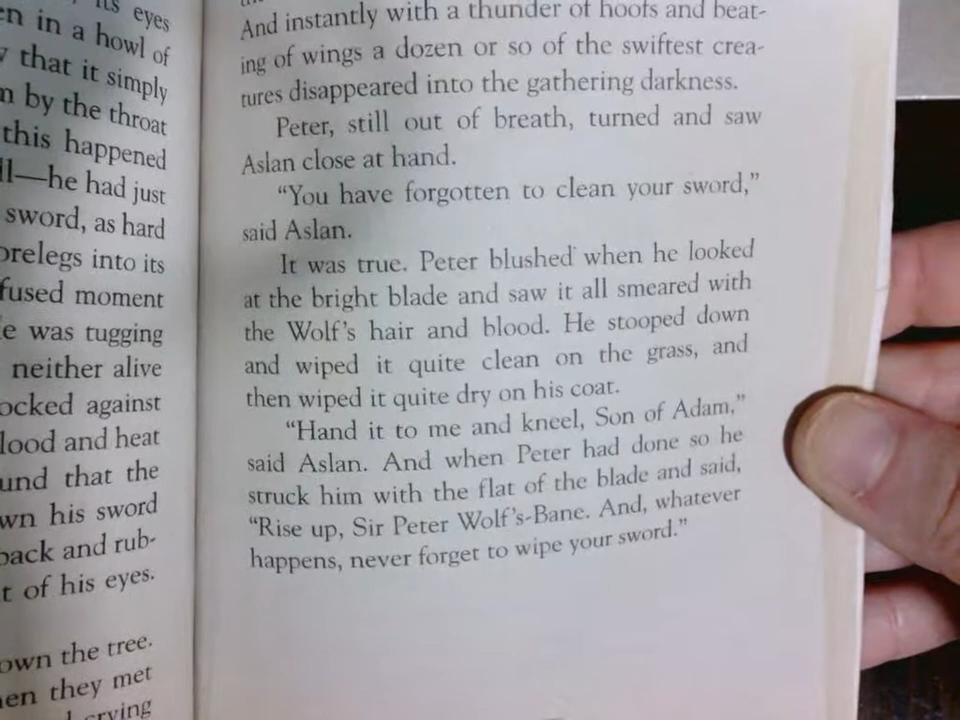 its eyes
in a howl of
that it simply
by the throat
this happened
—he had just
sword, as hard
forelegs into its
fused moment
was tugging
neither alive
ocked against
lood and heat
und that the
wn his sword
back and rub-
of his eyes.
own the tree.
they met
crying
And instantly with a thunder of hoofs and beat-
ing of wings a dozen or so of the swiftest crea-
tures disappeared into the gathering darkness.
Peter, still out of breath, turned and saw
Aslan close at hand.
“You have forgotten to clean your sword,”
said Aslan.
It was true. Peter blushed when he looked
at the bright blade and saw it all smeared with
the Wolf’s hair and blood. He stooped down
and wiped it quite clean on the grass, and
then wiped it quite dry on his coat.
“Hand it to me and kneel, Son of Adam,”
said Aslan. And when Peter had done so he
struck him with the flat of the blade and said,
“Rise up, Sir Peter Wolf’s-Bane. And, whatever
happens, never forget to wipe your sword.”